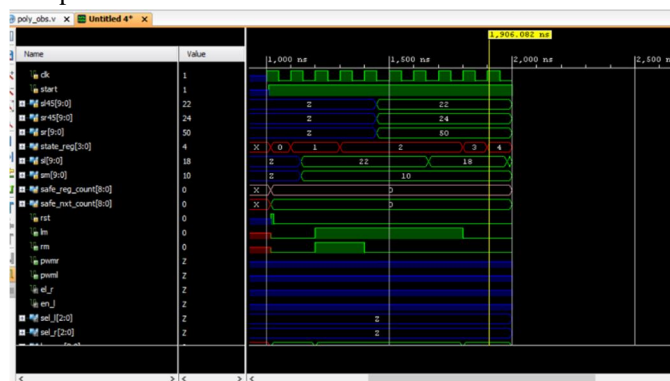 poly_obs.v
Untitled 4*
1,906.082 ns
Name Value
1,000 ns 1,500 ns 2,000 ns 2,500 n
clk 1
start 1
sl45[9:0] 22 Z 22
sr45[9:0] 24 Z 24
sr[9:0] 50 Z 50
state_reg[3:0] 4 X 0 1 2 3 4
sl[9:0] 18 Z 22 18
sm[9:0] 10 Z 10
safe_reg_count[8:0] 0 X 0
safe_nxt_count[8:0] 0 X 0
rst 0
lm 0
rm 0
pwmr Z
pwml Z
el_r Z
en_l Z
sel_l[2:0] Z Z
sel_r[2:0] Z Z